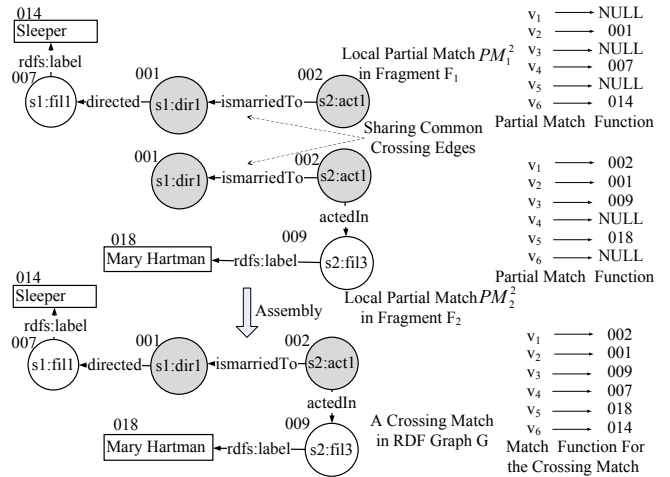 014
Sleeper
rdfs:label
007
s1:fil1
directed
001
s1:dir1
ismarriedTo
002
s2:act1
Local Partial Match PM₁²
in Fragment F₁
v₁ NULL
v₂ 001
v₃ NULL
v₄ 007
v₅ NULL
v₆ 014
Partial Match Function
Sharing Common
Crossing Edges
001
s1:dir1
ismarriedTo
002
s2:act1
actedIn
018
Mary Hartman
rdfs:label
009
s2:fil3
Local Partial Match PM₂²
in Fragment F₂
v₁ 002
v₂ 001
v₃ 009
v₄ NULL
v₅ 018
v₆ NULL
Partial Match Function
Assembly
014
Sleeper
rdfs:label
007
s1:fil1
directed
001
s1:dir1
ismarriedTo
002
s2:act1
actedIn
018
Mary Hartman
rdfs:label
009
s2:fil3
A Crossing Match
in RDF Graph G
v₁ 002
v₂ 001
v₃ 009
v₄ 007
v₅ 018
v₆ 014
Match Function For
the Crossing Match